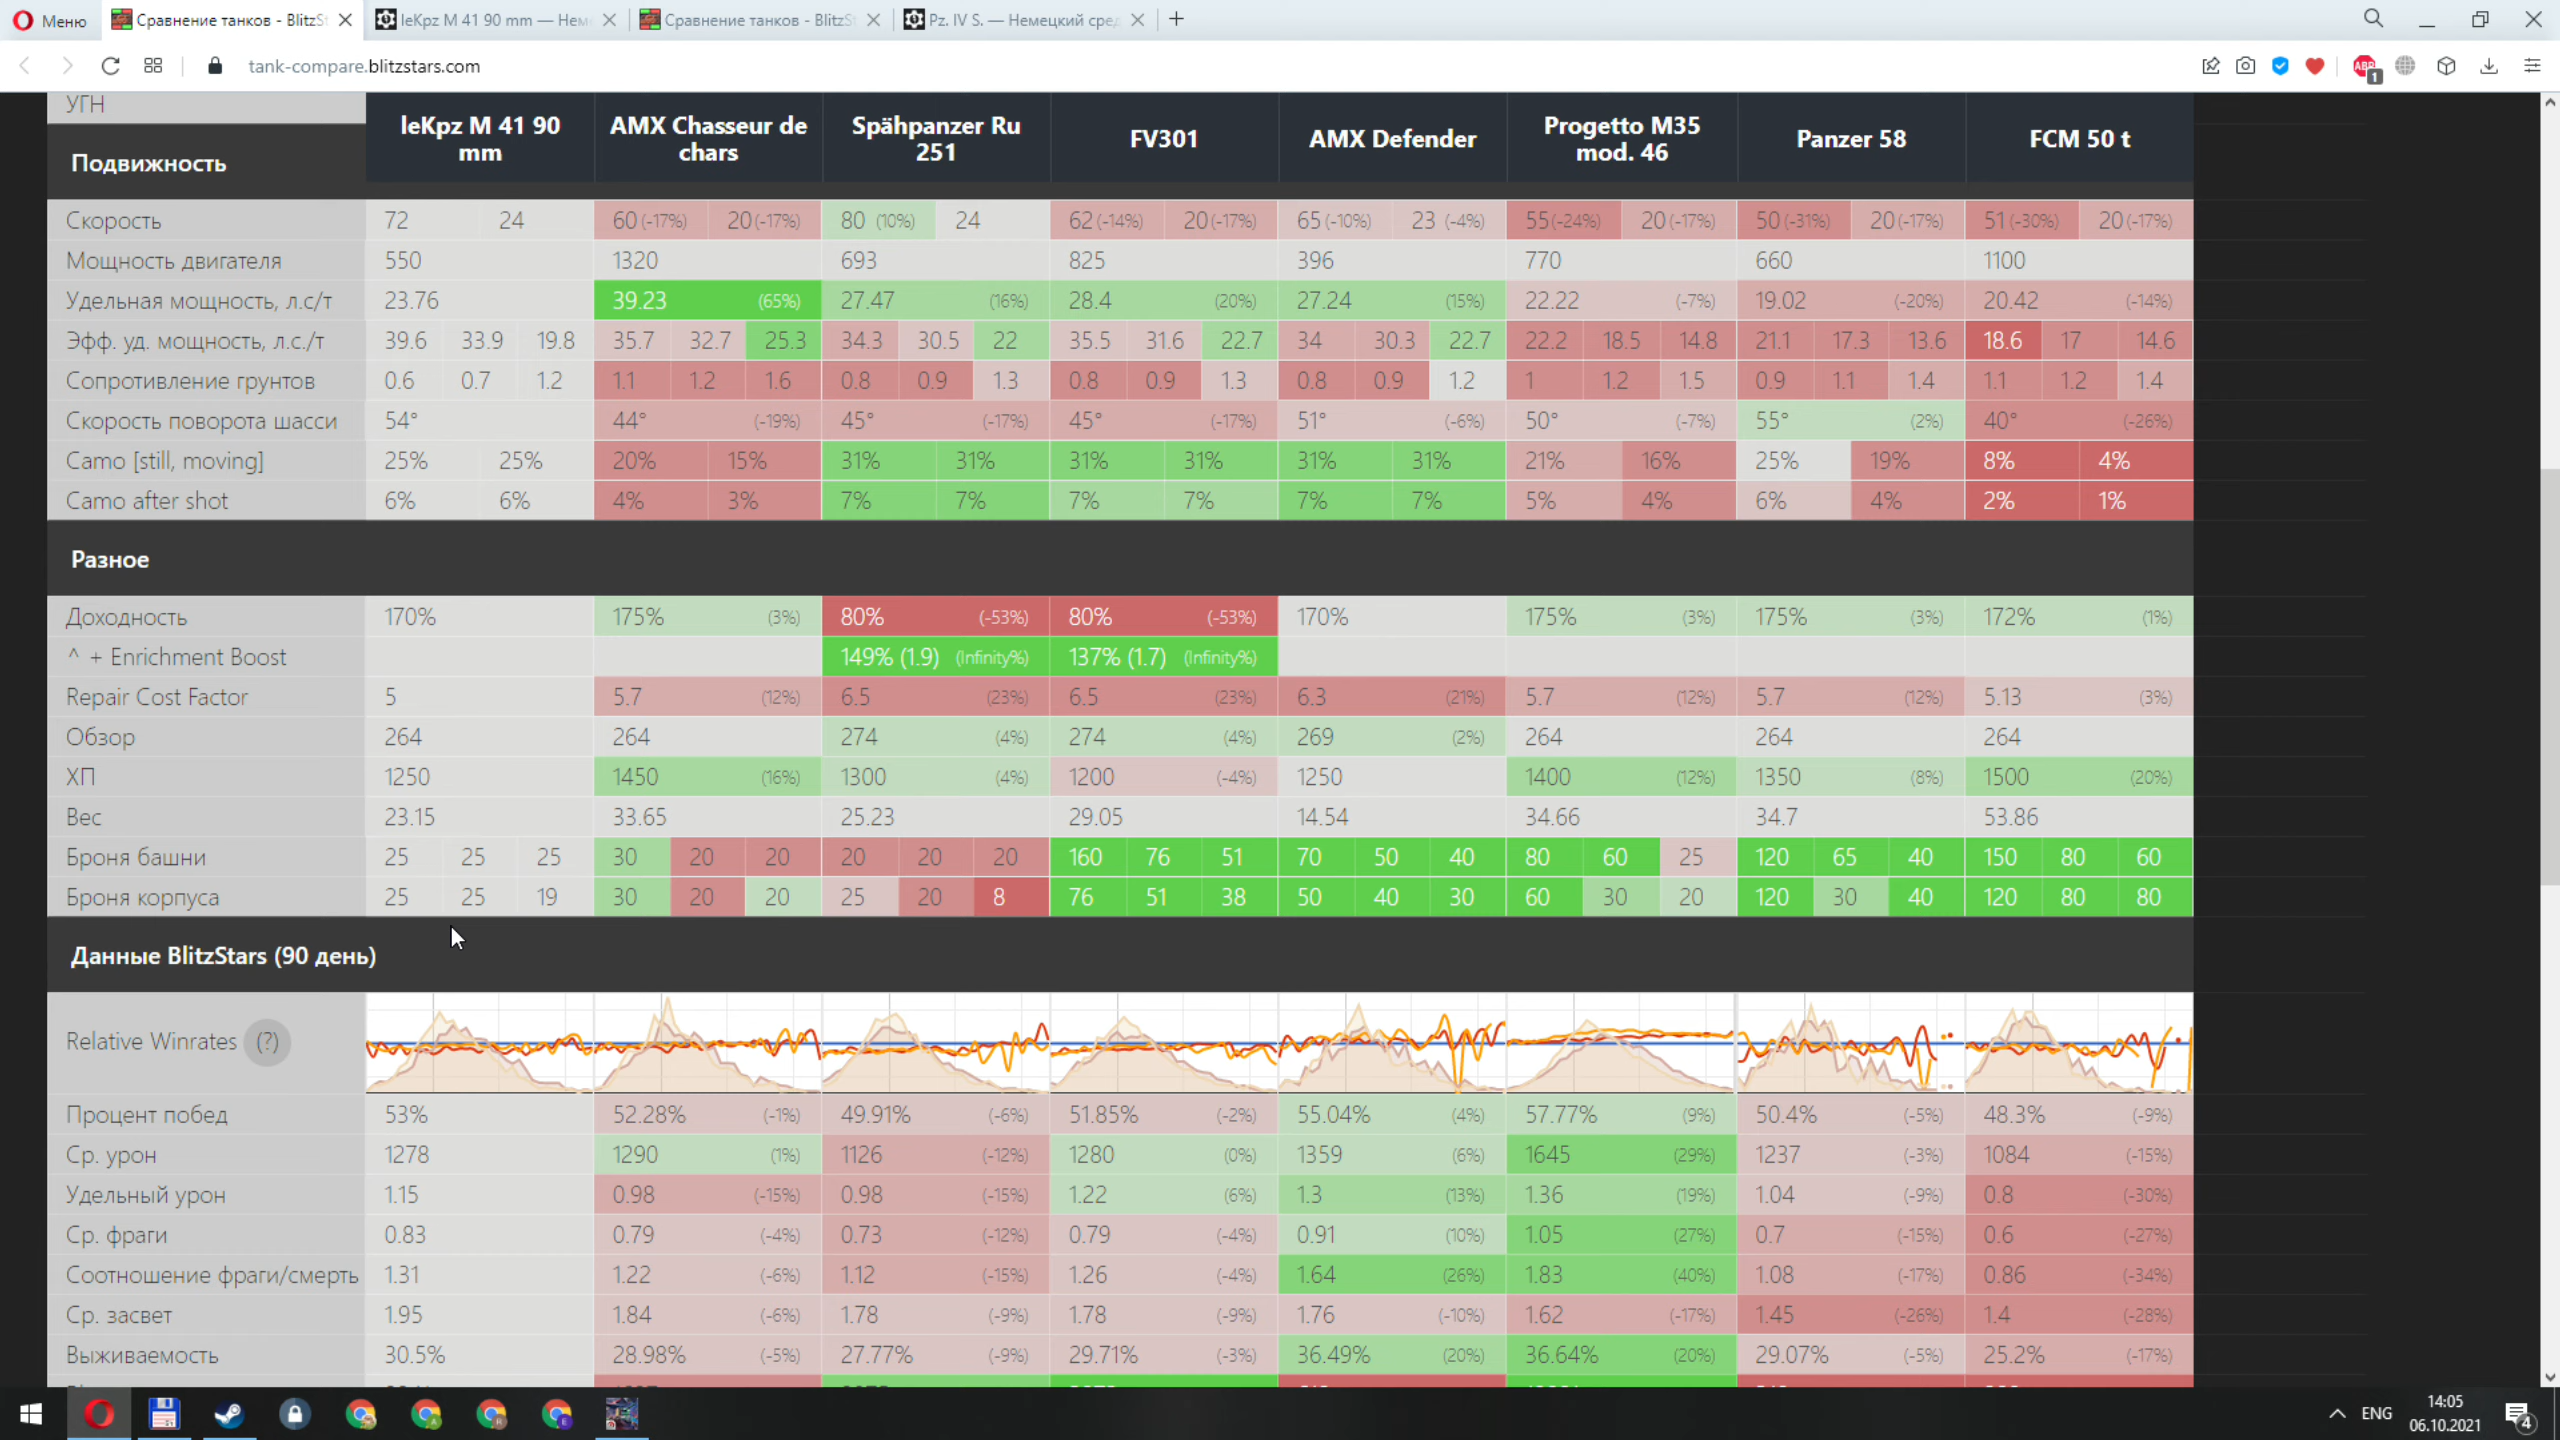 Меню
Сравнение танков - BlitzSt
leKpz M 41 90 mm — Нем
Сравнение танков - BlitzSt
Pz. IV S. — Немецкий сред
tank-compare.blitzstars.com
ABP 1
УГН
Подвижность
leKpz M 41 90 mm
AMX Chasseur de chars
Spähpanzer Ru 251
FV301
AMX Defender
Progetto M35 mod. 46
Panzer 58
FCM 50 t
Скорость 72 24 60 (-17%) 20 (-17%) 80 (10%) 24 62 (-14%) 20 (-17%) 65 (-10%) 23 (-4%) 55 (-24%) 20 (-17%) 50 (-31%) 20 (-17%) 51 (-30%) 20 (-17%)
Мощность двигателя 550 1320 693 825 396 770 660 1100
Удельная мощность, л.с/т 23.76 39.23 (65%) 27.47 (16%) 28.4 (20%) 27.24 (15%) 22.22 (-7%) 19.02 (-20%) 20.42 (-14%)
Эфф. уд. мощность, л.с./т 39.6 33.9 19.8 35.7 32.7 25.3 34.3 30.5 22 35.5 31.6 22.7 34 30.3 22.7 22.2 18.5 14.8 21.1 17.3 13.6 18.6 17 14.6
Сопротивление грунтов 0.6 0.7 1.2 1.1 1.2 1.6 0.8 0.9 1.3 0.8 0.9 1.3 0.8 0.9 1.2 1 1.2 1.5 0.9 1.1 1.4 1.1 1.2 1.4
Скорость поворота шасси 54° 44° (-19%) 45° (-17%) 45° (-17%) 51° (-6%) 50° (-7%) 55° (2%) 40° (-26%)
Camo [still, moving] 25% 25% 20% 15% 31% 31% 31% 31% 31% 31% 21% 16% 25% 19% 8% 4%
Camo after shot 6% 6% 4% 3% 7% 7% 7% 7% 7% 7% 5% 4% 6% 4% 2% 1%
Разное
Доходность 170% 175% (3%) 80% (-53%) 80% (-53%) 170% 175% (3%) 175% (3%) 172% (1%)
^ + Enrichment Boost 149% (1.9) (Infinity%) 137% (1.7) (Infinity%)
Repair Cost Factor 5 5.7 (12%) 6.5 (23%) 6.5 (23%) 6.3 (21%) 5.7 (12%) 5.7 (12%) 5.13 (3%)
Обзор 264 264 274 (4%) 274 (4%) 269 (2%) 264 264 264
ХП 1250 1450 (16%) 1300 (4%) 1200 (-4%) 1250 1400 (12%) 1350 (8%) 1500 (20%)
Вес 23.15 33.65 25.23 29.05 14.54 34.66 34.7 53.86
Броня башни 25 25 25 30 20 20 20 20 20 160 76 51 70 50 40 80 60 25 120 65 40 150 80 60
Броня корпуса 25 25 19 30 20 20 25 20 8 76 51 38 50 40 30 60 30 20 120 30 40 120 80 80
Данные BlitzStars (90 день)
Relative Winrates (?)
Процент побед 53% 52.28% (-1%) 49.91% (-6%) 51.85% (-2%) 55.04% (4%) 57.77% (9%) 50.4% (-5%) 48.3% (-9%)
Ср. урон 1278 1290 (1%) 1126 (-12%) 1280 (0%) 1359 (6%) 1645 (29%) 1237 (-3%) 1084 (-15%)
Удельный урон 1.15 0.98 (-15%) 0.98 (-15%) 1.22 (6%) 1.3 (13%) 1.36 (19%) 1.04 (-9%) 0.8 (-30%)
Ср. фраги 0.83 0.79 (-4%) 0.73 (-12%) 0.79 (-4%) 0.91 (10%) 1.05 (27%) 0.7 (-15%) 0.6 (-27%)
Соотношение фраги/смерть 1.31 1.22 (-6%) 1.12 (-15%) 1.26 (-4%) 1.64 (26%) 1.83 (40%) 1.08 (-17%) 0.86 (-34%)
Ср. засвет 1.95 1.84 (-6%) 1.78 (-9%) 1.78 (-9%) 1.76 (-10%) 1.62 (-17%) 1.45 (-26%) 1.4 (-28%)
Выживаемость 30.5% 28.98% (-5%) 27.77% (-9%) 29.71% (-3%) 36.49% (20%) 36.64% (20%) 29.07% (-5%) 25.2% (-17%)
ENG
14:05
06.10.2021
4